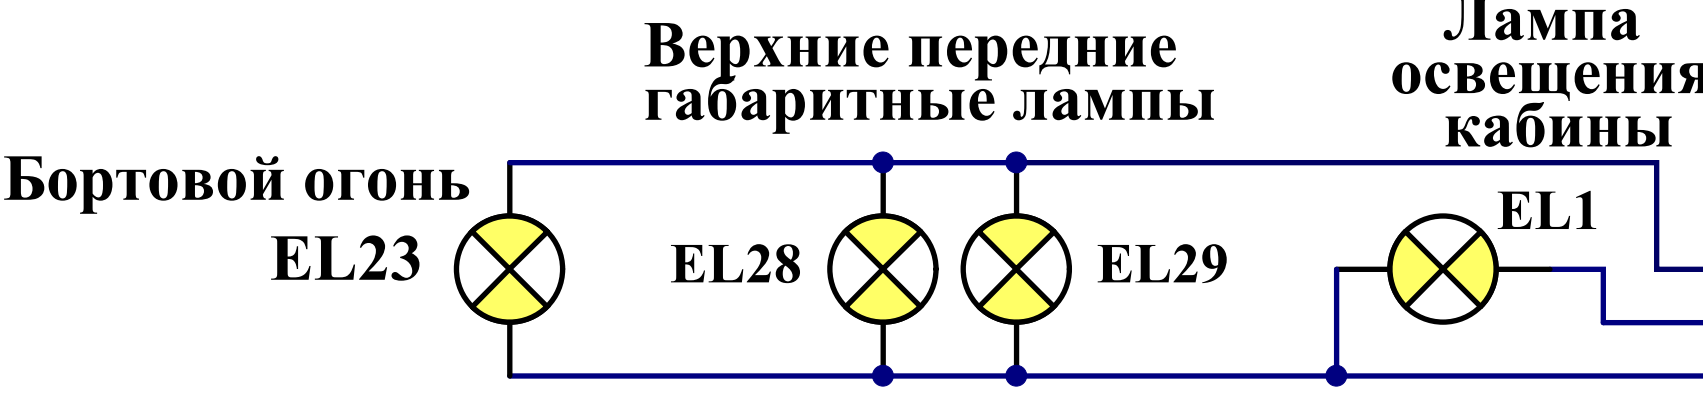 Верхние передние
габаритные лампы
Лампа
освещения
кабины
Бортовой огонь
EL23
EL28
EL29
EL1